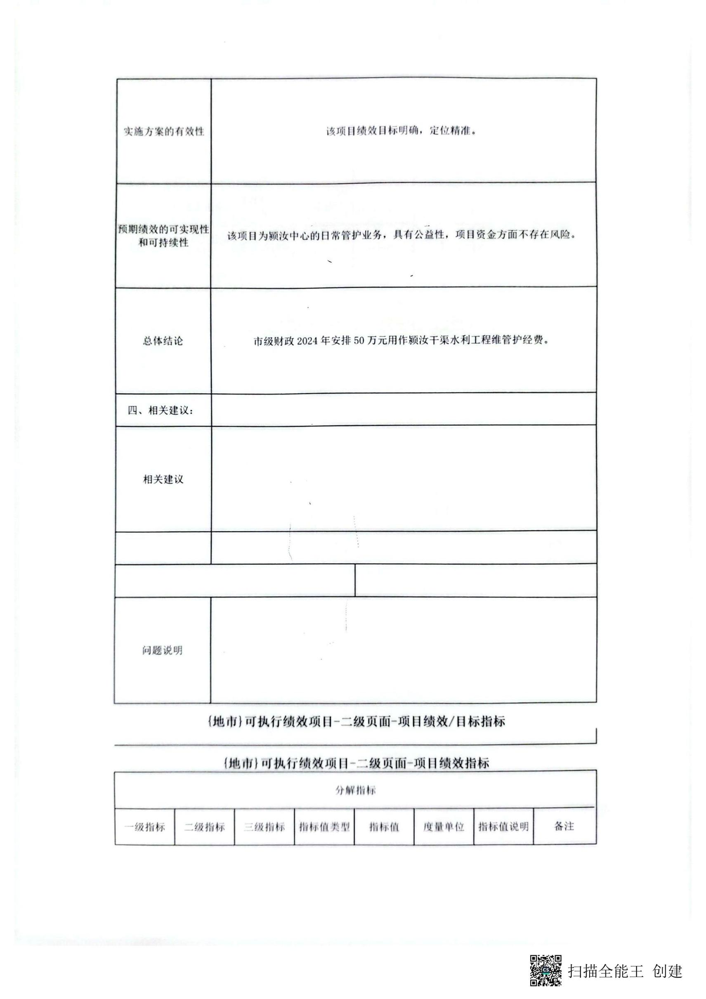 实施方案的有效性
该项目绩效目标明确，定位精准。
预期绩效的可实现性
和可持续性
该项目为颍汝中心的日常管护业务，具有公益性，项目资金方面不存在风险。
总体结论
市级财政 2024 年安排 50 万元用作颍汝干渠水利工程维管护经费。
四、相关建议：
相关建议
问题说明
{地市}可执行绩效项目-二级页面-项目绩效/目标指标
{地市}可执行绩效项目-二级页面-项目绩效指标
分解指标
一级指标 二级指标 三级指标 指标值类型 指标值 度量单位 指标值说明 备注
CS
扫描全能王 创建